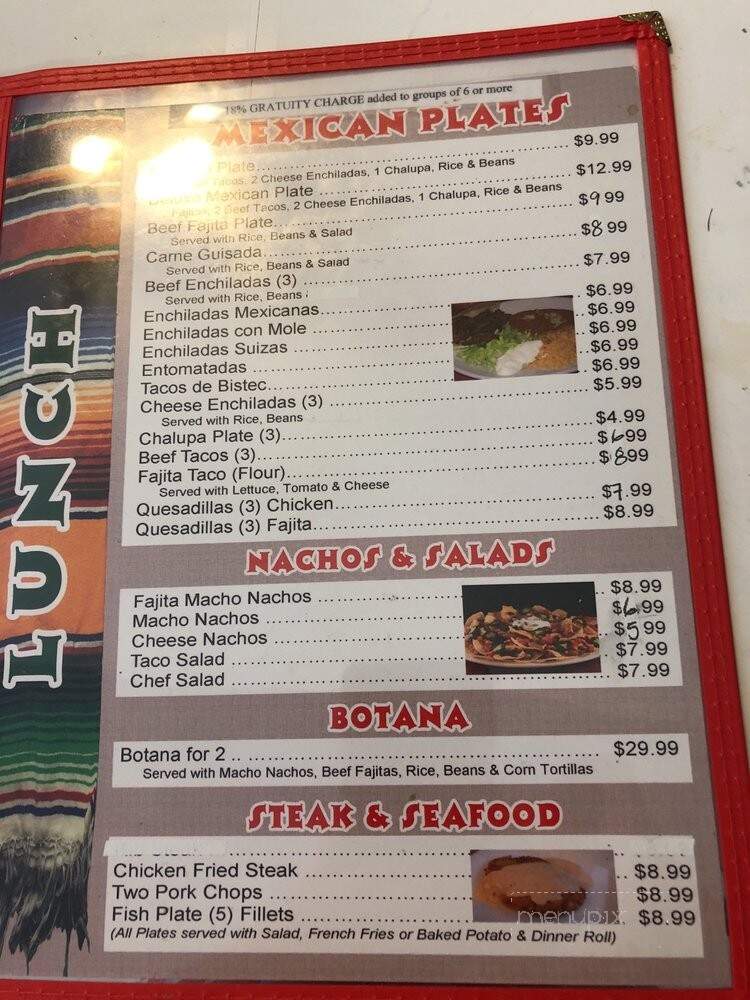 18% GRATUITY CHARGE added to groups of 6 or more
MEXICAN PLATES
Plate.......... $9.99
Tacos, 2 Cheese Enchiladas, 1 Chalupa, Rice & Beans
Deluxe Mexican Plate .......... $12.99
Fajitas, 2 Beef Tacos, 2 Cheese Enchiladas, 1 Chalupa, Rice & Beans
Beef Fajita Plate.......... $9.99
Served with Rice, Beans & Salad
Carne Guisada.......... $8.99
Served with Rice, Beans & Salad
Beef Enchiladas (3) .......... $7.99
Served with Rice, Beans
Enchiladas Mexicanas.......... $6.99
Enchiladas con Mole .......... $6.99
Enchiladas Suizas .......... $6.99
Entomatadas .......... $6.99
Tacos de Bistec.......... $6.99
Cheese Enchiladas (3) .......... $5.99
Served with Rice, Beans
Chalupa Plate (3).......... $4.99
Beef Tacos (3).......... $6.99
Fajita Taco (Flour).......... $8.99
Served with Lettuce, Tomato & Cheese
Quesadillas (3) Chicken.......... $7.99
Quesadillas (3) Fajita.......... $8.99
NACHOS & SALADS
Fajita Macho Nachos .......... $8.99
Macho Nachos .......... $6.99
Cheese Nachos .......... $5.99
Taco Salad .......... $7.99
Chef Salad .......... $7.99
BOTANA
Botana for 2 .......... $29.99
Served with Macho Nachos, Beef Fajitas, Rice, Beans & Corn Tortillas
STEAK & SEAFOOD
Chicken Fried Steak .......... $8.99
Two Pork Chops .......... $8.99
Fish Plate (5) Fillets .......... $8.99
(All Plates served with Salad, French Fries or Baked Potato & Dinner Roll)
LUNCH
menupix